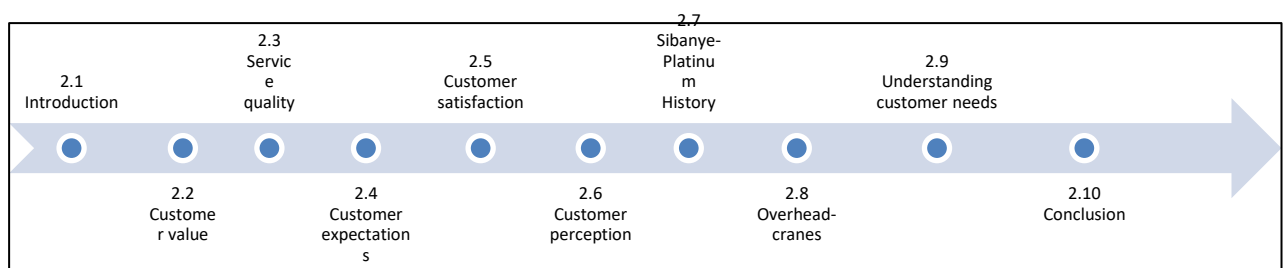 2.1
Introduction
2.2
Custome
r value
2.3
Servic
e
quality
2.4
Customer
expectation
s
2.5
Customer
satisfaction
2.6
Customer
perception
2.7
Sibanye-
Platinu
m
History
2.8
Overhead-
cranes
2.9
Understanding
customer needs
2.10
Conclusion